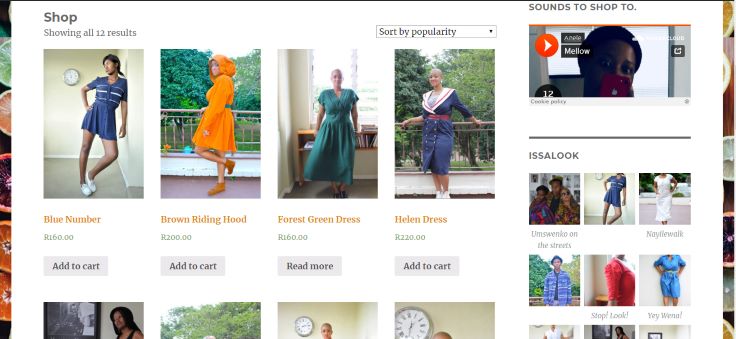 Shop
Showing all 12 results
Sort by popularity
Blue Number
R160.00
Add to cart
Brown Riding Hood
R200.00
Add to cart
Forest Green Dress
R160.00
Read more
Helen Dress
R220.00
Add to cart
SOUNDS TO SHOP TO.
Anele
Mellow
12
Cookie policy
ISSALOOK
Umswenko on
the streets
Nayilewalk
Stop! Look!
Yey Wena!